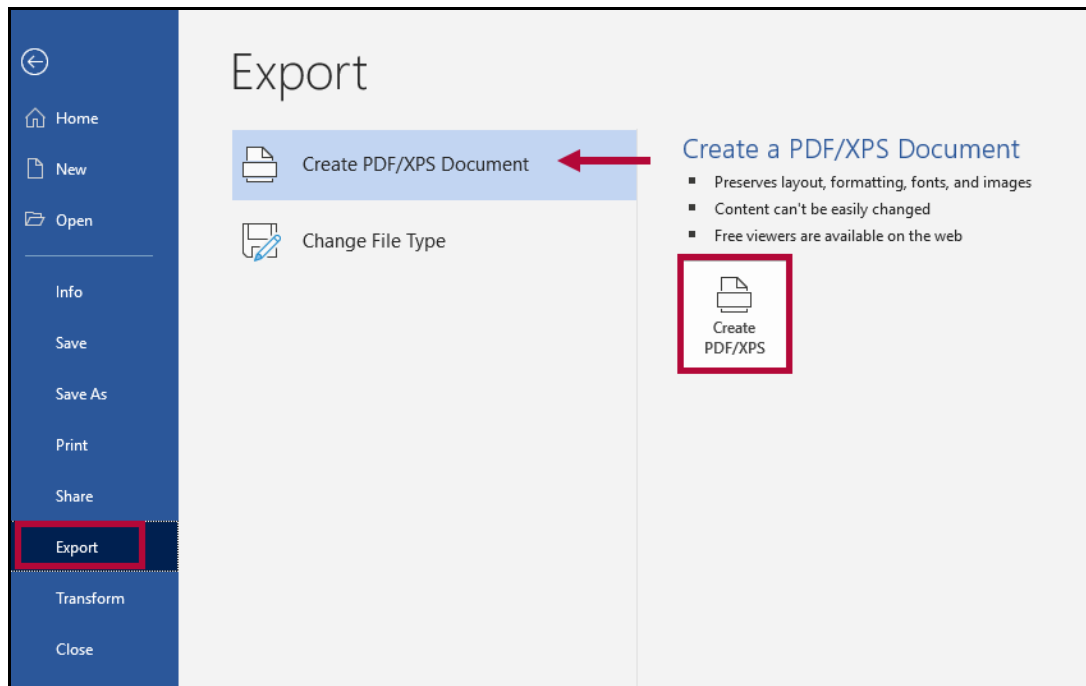 Home
New
Open
Info
Save
Save As
Print
Share
Export
Transform
Close
Export
Create PDF/XPS Document
Change File Type
Create a PDF/XPS Document
Preserves layout, formatting, fonts, and images
Content can't be easily changed
Free viewers are available on the web
Create
PDF/XPS